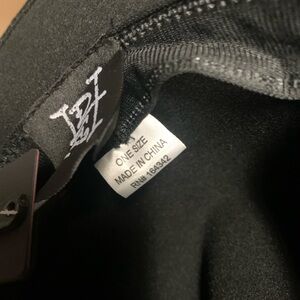 ONE SIZE
MADE IN CHINA
RN# 164342